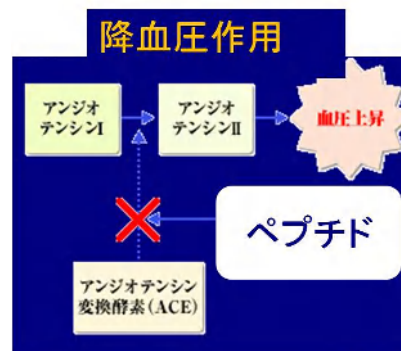 降血圧作用
アンジオ
テンシンI
アンジオ
テンシンII
血圧上昇
ペプチド
アンジオテンシン
変換酵素(ACE)